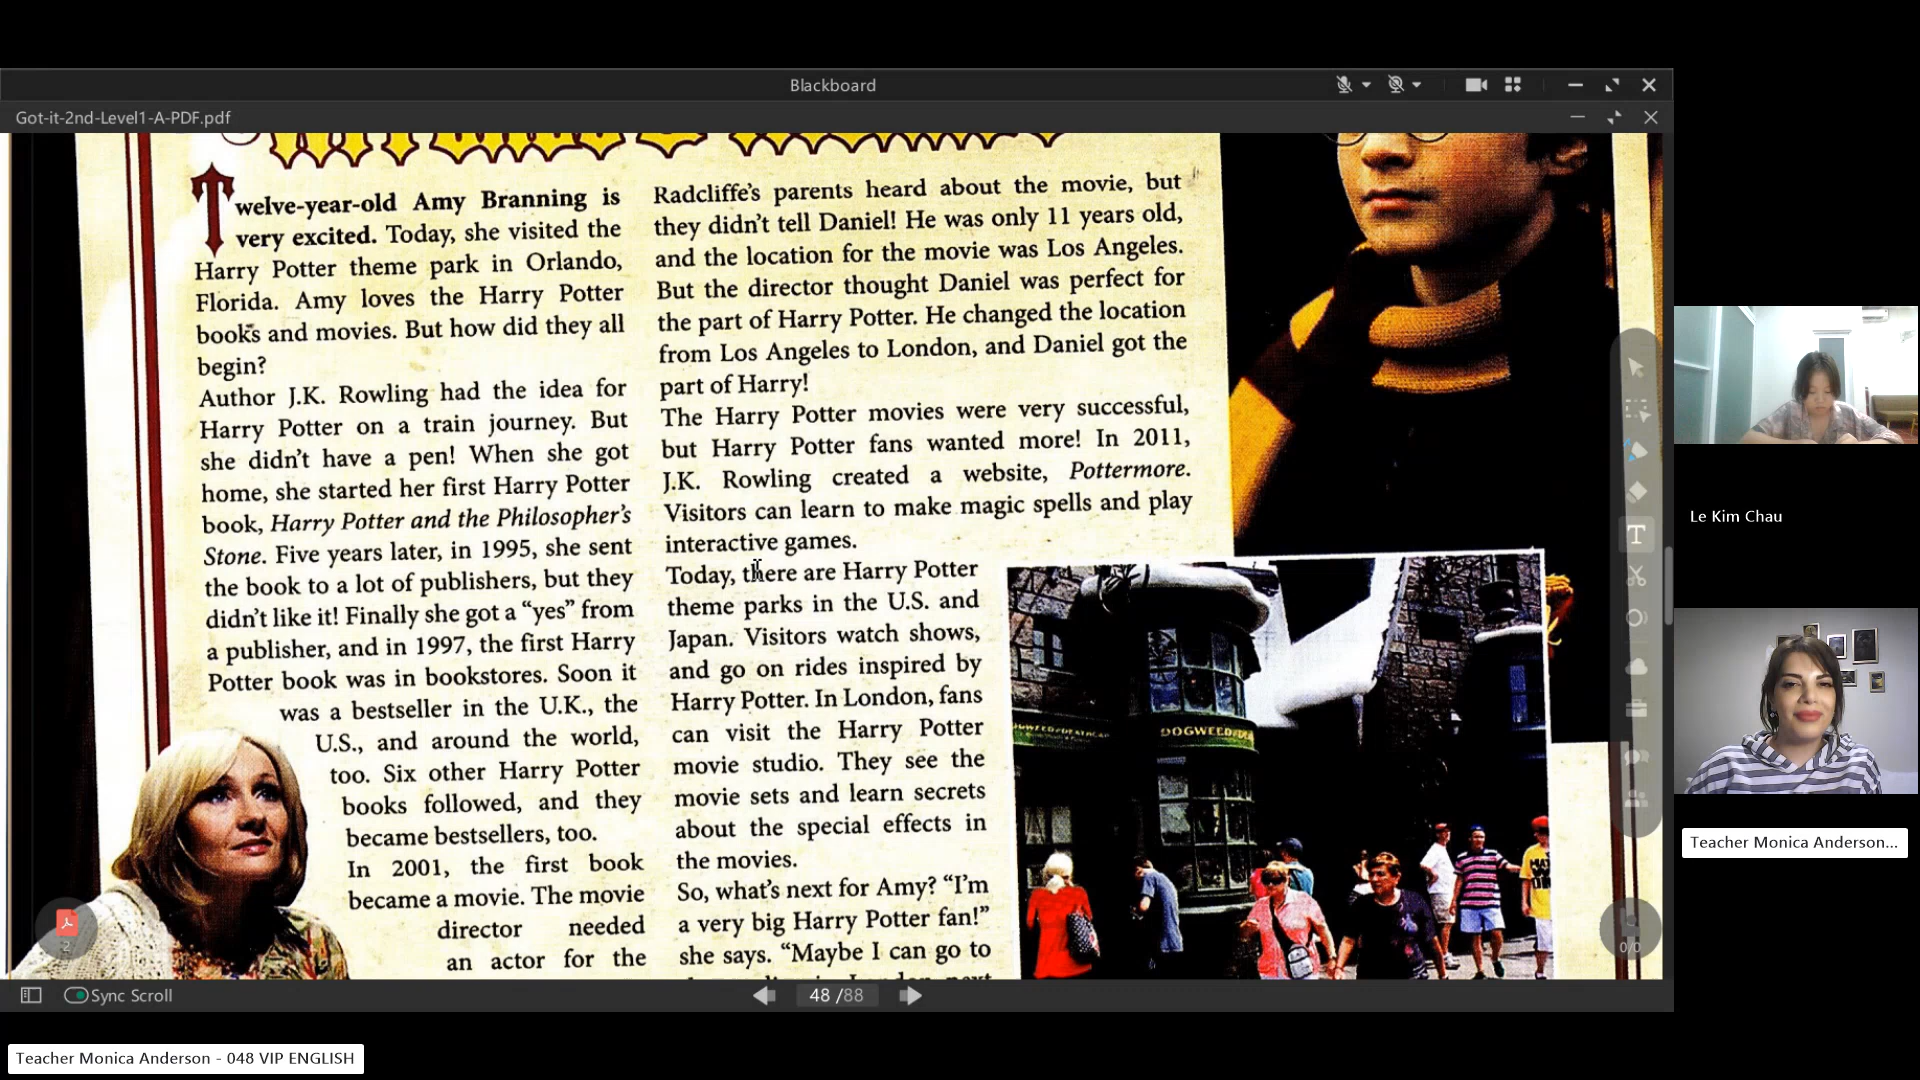 Blackboard
Got-it-2nd-Level1-A-PDF.pdf
Twelve-year-old Amy Branning is
very excited. Today, she visited the
Harry Potter theme park in Orlando,
Florida. Amy loves the Harry Potter
books and movies. But how did they all
begin?
Author J.K. Rowling had the idea for
Harry Potter on a train journey. But
she didn't have a pen! When she got
home, she started her first Harry Potter
book, Harry Potter and the Philosopher's
Stone. Five years later, in 1995, she sent
the book to a lot of publishers, but they
didn't like it! Finally she got a “yes” from
a publisher, and in 1997, the first Harry
Potter book was in bookstores. Soon it
was a bestseller in the U.K., the
U.S., and around the world,
too. Six other Harry Potter
books followed, and they
became bestsellers, too.
In 2001, the first book
became a movie. The movie
director needed
an actor for the
Radcliffe's parents heard about the movie, but
they didn't tell Daniel! He was only 11 years old,
and the location for the movie was Los Angeles.
But the director thought Daniel was perfect for
the part of Harry Potter. He changed the location
from Los Angeles to London, and Daniel got the
part of Harry!
The Harry Potter movies were very successful,
but Harry Potter fans wanted more! In 2011,
J.K. Rowling created a website, Pottermore.
Visitors can learn to make magic spells and play
interactive games.
Today, there are Harry Potter
theme parks in the U.S. and
Japan. Visitors watch shows,
and go on rides inspired by
Harry Potter. In London, fans
can visit the Harry Potter
movie studio. They see the
movie sets and learn secrets
about the special effects in
the movies.
So, what's next for Amy? “I'm
a very big Harry Potter fan!”
she says. “Maybe I can go to
T
0/0
2
Sync Scroll
48 /88
Le Kim Chau
Teacher Monica Anderson...
Teacher Monica Anderson - 048 VIP ENGLISH